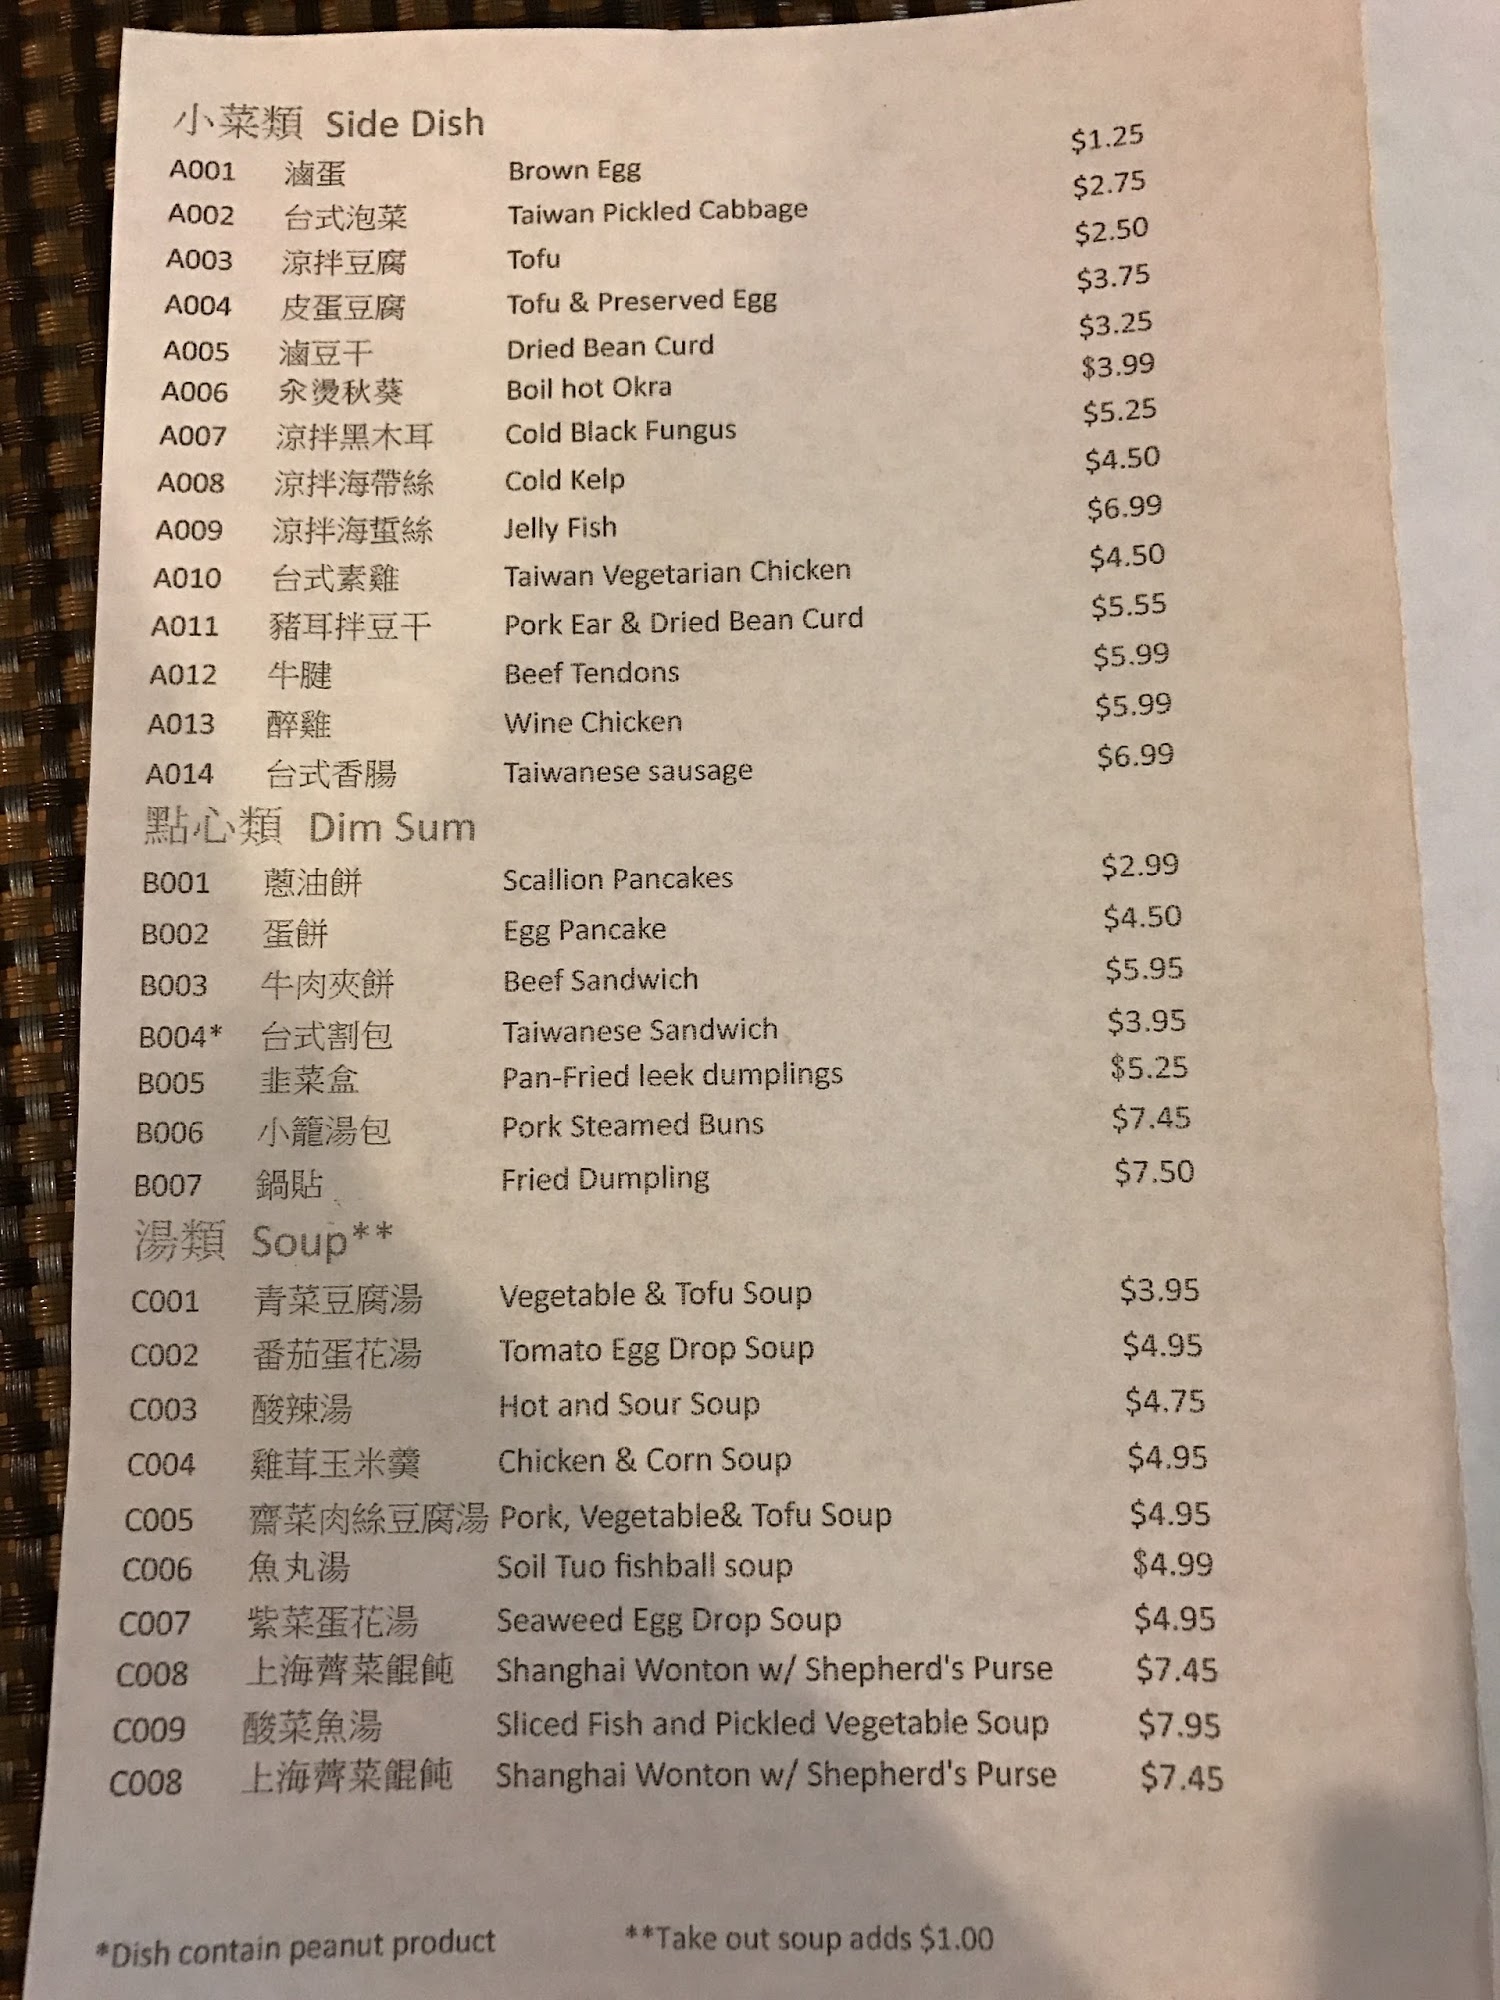 小菜類 Side Dish
A001 滷蛋 Brown Egg $1.25
A002 台式泡菜 Taiwan Pickled Cabbage $2.75
A003 涼拌豆腐 Tofu $2.50
A004 皮蛋豆腐 Tofu & Preserved Egg $3.75
A005 滷豆干 Dried Bean Curd $3.25
A006 汆燙秋葵 Boil hot Okra $3.99
A007 涼拌黑木耳 Cold Black Fungus $5.25
A008 涼拌海帶絲 Cold Kelp $4.50
A009 涼拌海蜇絲 Jelly Fish $6.99
A010 台式素雞 Taiwan Vegetarian Chicken $4.50
A011 豬耳拌豆干 Pork Ear & Dried Bean Curd $5.55
A012 牛腱 Beef Tendons $5.99
A013 醉雞 Wine Chicken $5.99
A014 台式香腸 Taiwanese sausage $6.99
點心類 Dim Sum
B001 蔥油餅 Scallion Pancakes $2.99
B002 蛋餅 Egg Pancake $4.50
B003 牛肉夾餅 Beef Sandwich $5.95
B004* 台式割包 Taiwanese Sandwich $3.95
B005 韭菜盒 Pan-Fried leek dumplings $5.25
B006 小籠湯包 Pork Steamed Buns $7.45
B007 鍋貼 Fried Dumpling $7.50
湯類 Soup**
C001 青菜豆腐湯 Vegetable & Tofu Soup $3.95
C002 番茄蛋花湯 Tomato Egg Drop Soup $4.95
C003 酸辣湯 Hot and Sour Soup $4.75
C004 雞茸玉米羹 Chicken & Corn Soup $4.95
C005 齋菜肉絲豆腐湯 Pork, Vegetable& Tofu Soup $4.95
C006 魚丸湯 Soil Tuo fishball soup $4.99
C007 紫菜蛋花湯 Seaweed Egg Drop Soup $4.95
C008 上海薺菜餛飩 Shanghai Wonton w/ Shepherd's Purse $7.45
C009 酸菜魚湯 Sliced Fish and Pickled Vegetable Soup $7.95
C008 上海薺菜餛飩 Shanghai Wonton w/ Shepherd's Purse $7.45
*Dish contain peanut product **Take out soup adds $1.00